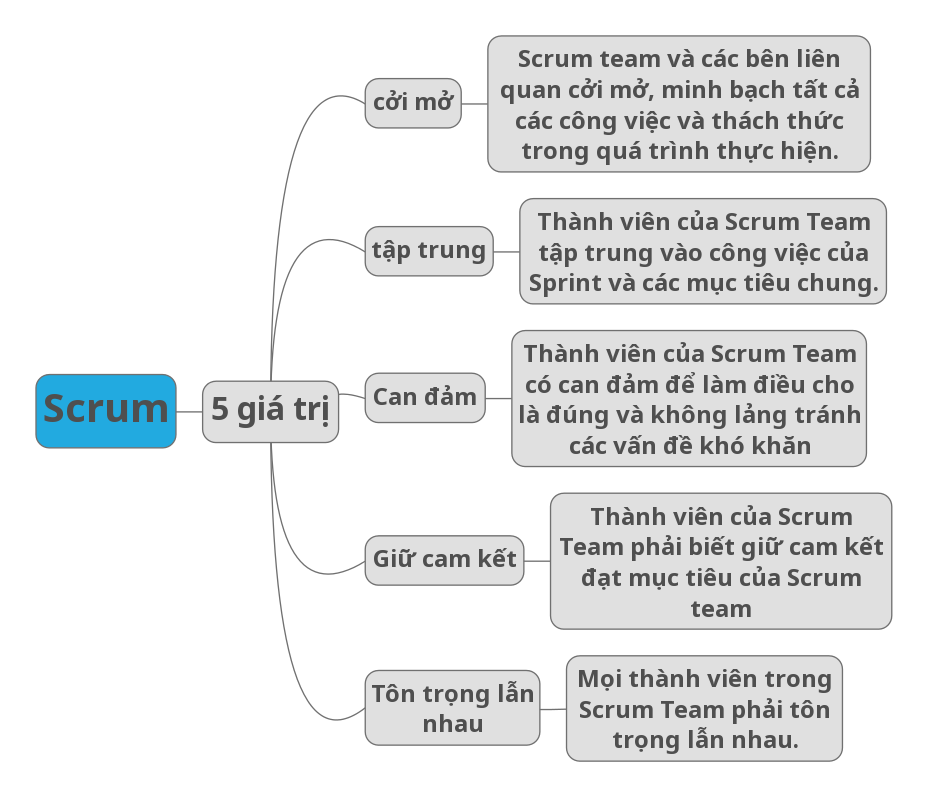 Scrum
5 giá trị
cởi mở
Scrum team và các bên liên
quan cởi mở, minh bạch tất cả
các công việc và thách thức
trong quá trình thực hiện.
tập trung
Thành viên của Scrum Team
tập trung vào công việc của
Sprint và các mục tiêu chung.
Can đảm
Thành viên của Scrum Team
có can đảm để làm điều cho
là đúng và không lảng tránh
các vấn đề khó khăn
Giữ cam kết
Thành viên của Scrum
Team phải biết giữ cam kết
đạt mục tiêu của Scrum
team
Tôn trọng lẫn
nhau
Mọi thành viên trong
Scrum Team phải tôn
trọng lẫn nhau.